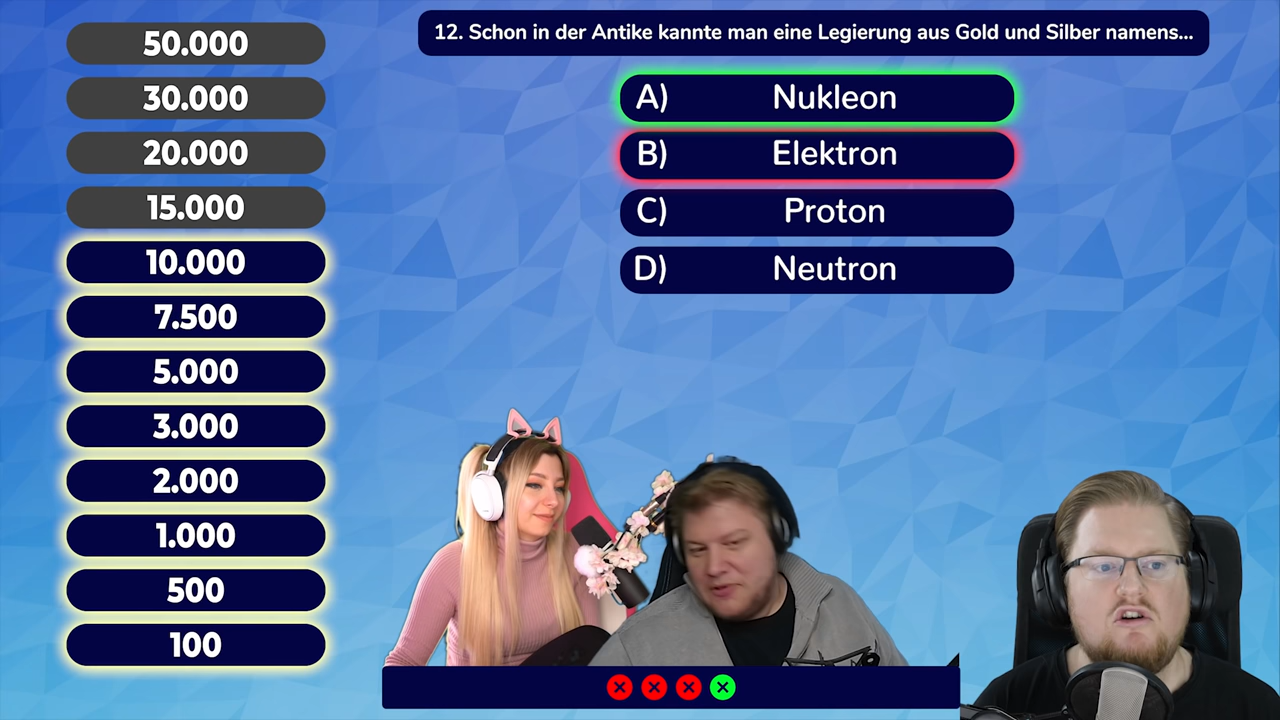 50.000
30.000
20.000
15.000
10.000
7.500
5.000
3.000
2.000
1.000
500
100
12. Schon in der Antike kannte man eine Legierung aus Gold und Silber namens...
A) Nukleon
B) Elektron
C) Proton
D) Neutron